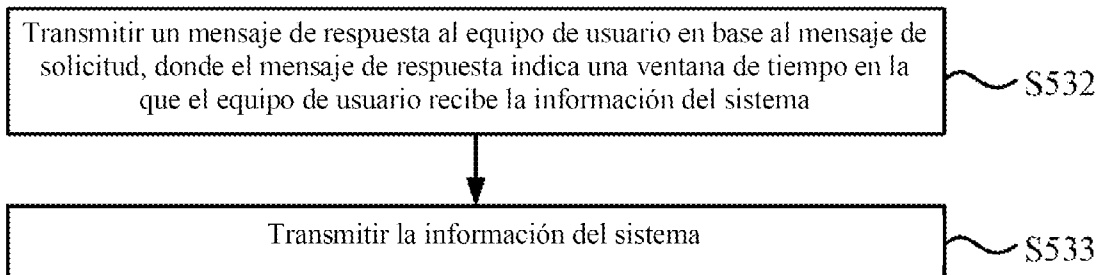 Transmitir un mensaje de respuesta al equipo de usuario en base al mensaje de
solicitud, donde el mensaje de respuesta indica una ventana de tiempo en la
que el equipo de usuario recibe la información del sistema
S532
Transmitir la información del sistema
S533